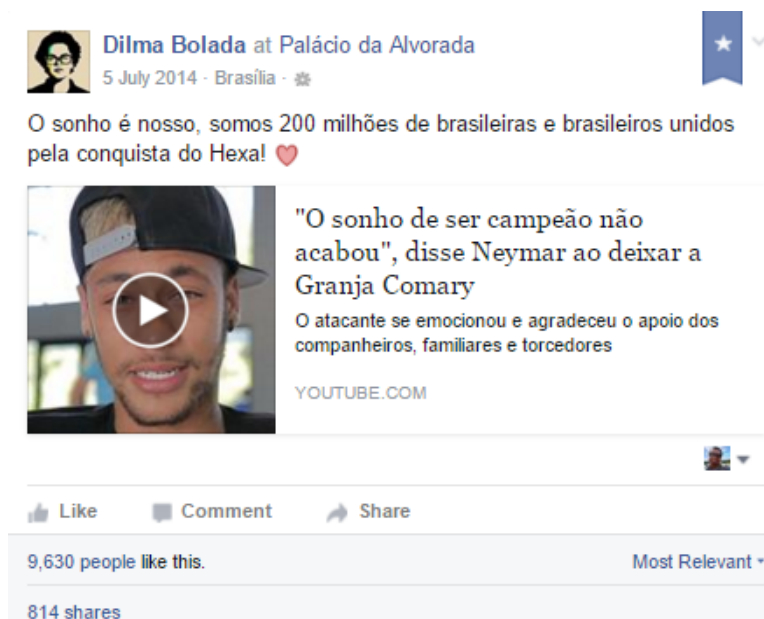 Dilma Bolada at Palácio da Alvorada
5 July 2014 · Brasília ·
O sonho é nosso, somos 200 milhões de brasileiras e brasileiros unidos
pela conquista do Hexa!
"O sonho de ser campeão não
acabou", disse Neymar ao deixar a
Granja Comary
O atacante se emocionou e agradeceu o apoio dos
companheiros, familiares e torcedores
YOUTUBE.COM
Like Comment Share
9,630 people like this. Most Relevant
814 shares